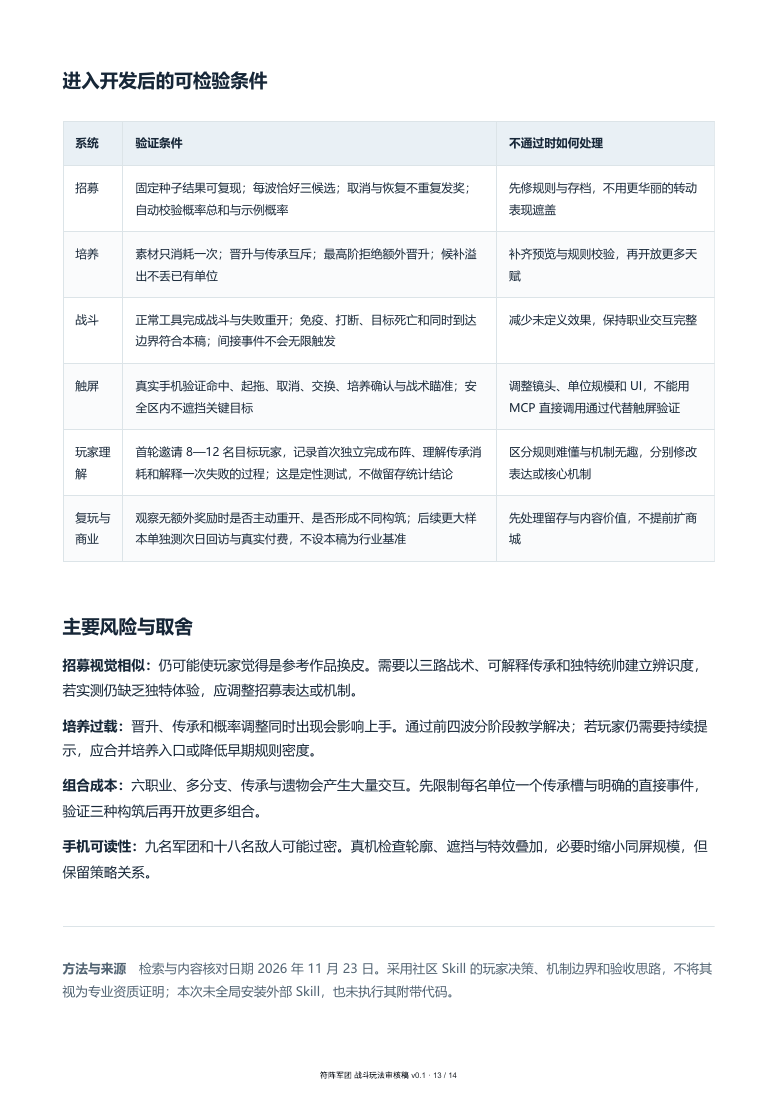 进入开发后的可检验条件
系统 验证条件 不通过时如何处理
招募 固定种子结果可复现；每波恰好三候选；取消与恢复不重复发奖； 先修规则与存档，不用更华丽的转动
自动校验概率总和与示例概率 表现遮盖
培养 素材只消耗一次；晋升与传承互斥；最高阶拒绝额外晋升；候补溢 补齐预览与规则校验，再开放更多天
出不丢已有单位 赋
战斗 正常工具完成战斗与失败重开；免疫、打断、目标死亡和同时到达 减少未定义效果，保持职业交互完整
边界符合本稿；间接事件不会无限触发
触屏 真实手机验证命中、起拖、取消、交换、培养确认与战术瞄准；安 调整镜头、单位规模和 UI，不能用
全区内不遮挡关键目标 MCP 直接调用通过代替触屏验证
玩家理 首轮邀请 8—12 名目标玩家，记录首次独立完成布阵、理解传承消 区分规则难懂与机制无趣，分别修改
解 耗和解释一次失败的过程；这是定性测试，不做留存统计结论 表达或核心机制
复玩与 观察无额外奖励时是否主动重开、是否形成不同构筑；后续更大样 先处理留存与内容价值，不提前扩商
商业 本单独测次日回访与真实付费，不设本稿为行业基准 城
主要风险与取舍
招募视觉相似：仍可能使玩家觉得是参考作品换皮。需要以三路战术、可解释传承和独特统帅建立辨识度，
若实测仍缺乏独特体验，应调整招募表达或机制。
培养过载：晋升、传承和概率调整同时出现会影响上手。通过前四波分阶段教学解决；若玩家仍需要持续提
示，应合并培养入口或降低早期规则密度。
组合成本：六职业、多分支、传承与遗物会产生大量交互。先限制每名单位一个传承槽与明确的直接事件，
验证三种构筑后再开放更多组合。
手机可读性：九名军团和十八名敌人可能过密。真机检查轮廓、遮挡与特效叠加，必要时缩小同屏规模，但
保留策略关系。
方法与来源 检索与内容核对日期 2026 年 11 月 23 日。采用社区 Skill 的玩家决策、机制边界和验收思路，不将其
视为专业资质证明；本次未全局安装外部 Skill，也未执行其附带代码。
符阵军团 战斗玩法审核稿 v0.1 · 13 / 14